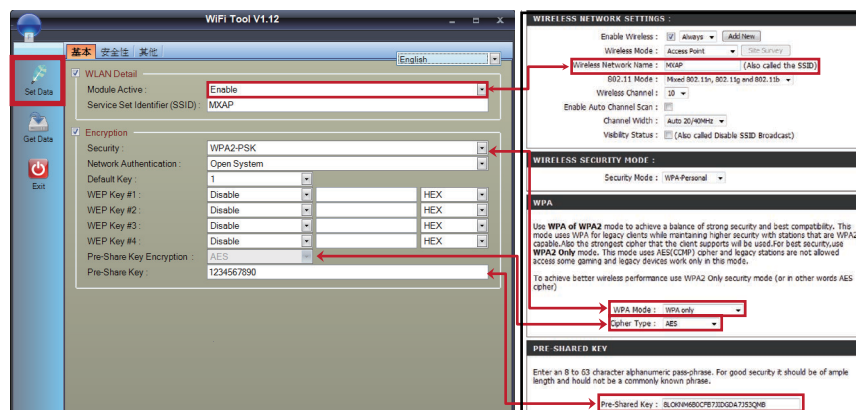 WiFi Tool V1.12
Set Data
Get Data
Exit
基本 安全性 其他
English
WLAN Detail
Module Active : Enable
Service Set Identifier (SSID) : MXAP
Encryption
Security : WPA2-PSK
Network Authentication : Open System
Default Key : 1
WEP Key #1 : Disable HEX
WEP Key #2 : Disable HEX
WEP Key #3 : Disable HEX
WEP Key #4 : Disable HEX
Pre-Share Key Encryption : AES
Pre-Share Key : 1234567890
WIRELESS NETWORK SETTINGS :
Enable Wireless : Always Add New
Wireless Mode : Access Point Site Survey
Wireless Network Name : MXAP (Also called the SSID)
802.11 Mode : Mixed 802.11n, 802.11g and 802.11b
Wireless Channel : 10
Enable Auto Channel Scan :
Channel Width : Auto 20/40MHz
Visibility Status : (Also called Disable SSID Broadcast)
WIRELESS SECURITY MODE :
Security Mode : WPA-Personal
WPA
Use WPA of WPA2 mode to achieve a balance of strong security and best compatibility. This
mode uses WPA for legacy clients while maintaning higher security with stations that are WPA2
capable.Also the strongest cipher that the client supports will be used.For best security,use
WPA2 Only mode. This mode uses AES(CCMP) cipher and legacy stations are not allowed
access some gaming and legacy devices work only in this mode.
To achieve better wireless performance use WPA2 Only security mode (or in other words AES
cipher)
WPA Mode : WPA only
Cipher Type : AES
PRE-SHARED KEY
Enter an 8 to 63 character alphanumeric pass-phrase. For good security it should be of ample
length and hould not be a commonly known phrase.
Pre-Shared Key :